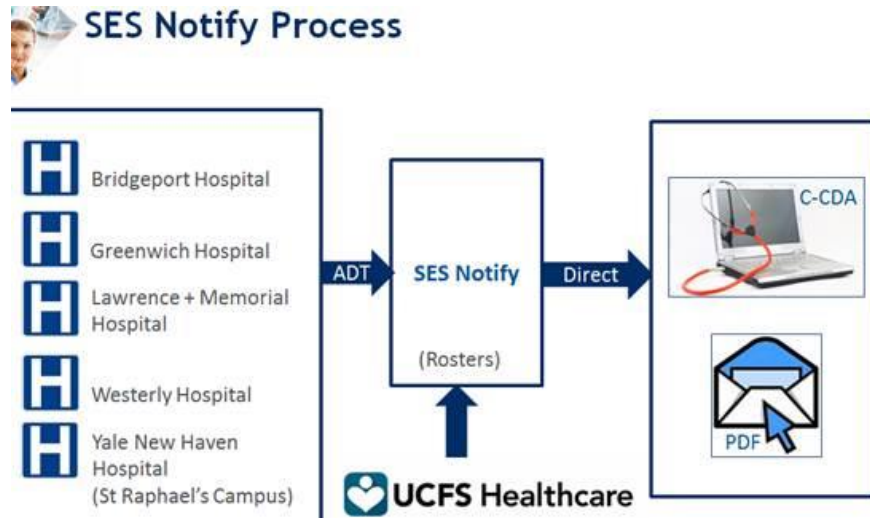 SES Notify Process
H
Bridgeport Hospital
H
Greenwich Hospital
H
Lawrence + Memorial
Hospital
H
Westerly Hospital
H
Yale New Haven
Hospital
(St Raphael's Campus)
ADT
SES Notify
(Rosters)
Direct
C-CDA
PDF
UCFS Healthcare